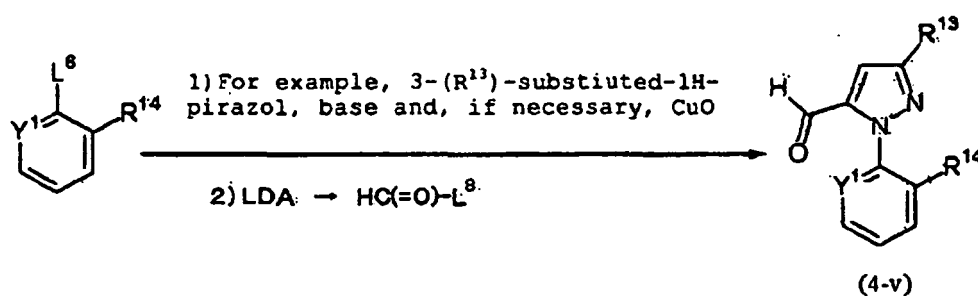 L⁶
R¹⁴
Y¹
1) For example, 3-(R¹³)-substiuted-1H-
pirazol, base and, if necessary, CuO
2) LDA → HC(=O)-L⁸
R¹³
H
O
N
N
Y¹
R¹⁴
(4-v)